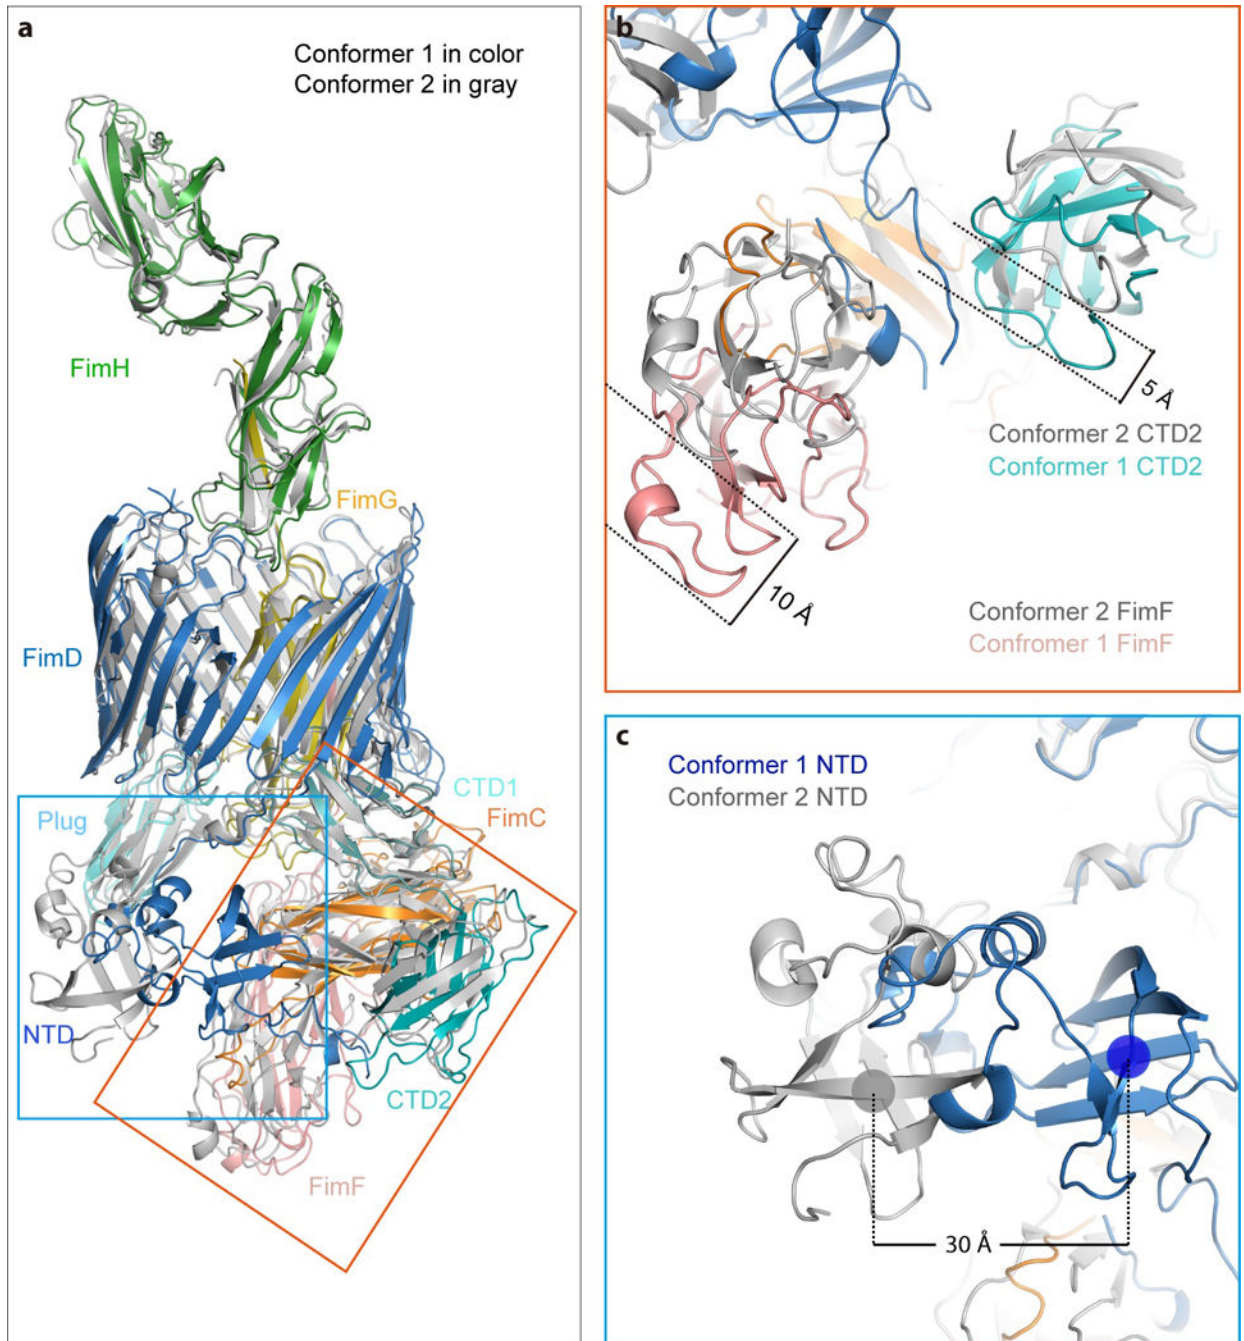 a
Conformer 1 in color
Conformer 2 in gray
FimH
FimG
FimD
CTD1
Plug
FimC
NTD
CTD2
FimF
b
5 Å
Conformer 2 CTD2
Conformer 1 CTD2
10 Å
Conformer 2 FimF
Confromer 1 FimF
c
Conformer 1 NTD
Conformer 2 NTD
30 Å